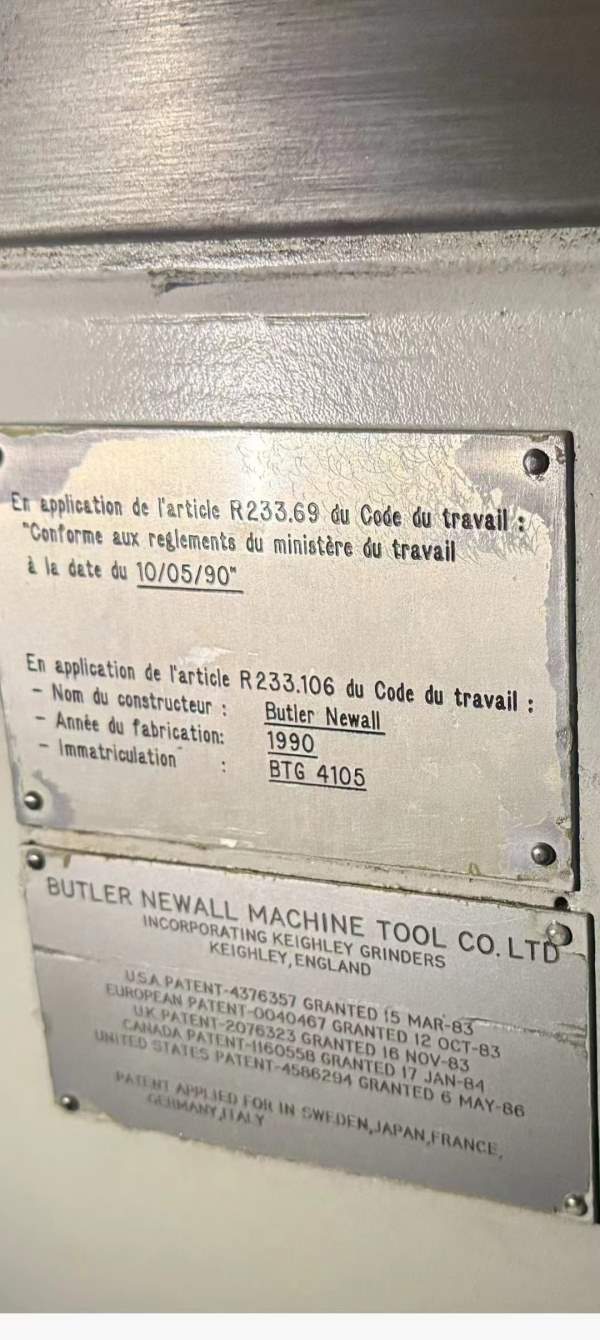 En application de l'article R233.69 du Code du travail :
"Conforme aux reglements du ministère du travail
à la date du 10/05/90"
En application de l'article R233.106 du Code du travail :
- Nom du constructeur : Butler Newall
- Année du fabrication: 1990
- Immatriculation : BTG 4105
BUTLER NEWALL MACHINE TOOL CO. LTD
INCORPORATING KEIGHLEY GRINDERS
KEIGHLEY, ENGLAND
U.S.A. PATENT-4376357 GRANTED 15 MAR-83
EUROPEAN PATENT-0040467 GRANTED 12 OCT-83
U.K. PATENT-2076323 GRANTED 16 NOV-83
CANADA PATENT-1160558 GRANTED 17 JAN-84
UNITED STATES PATENT-4586294 GRANTED 6 MAY-86
PATENT APPLIED FOR IN SWEDEN, JAPAN, FRANCE,
GERMANY, ITALY